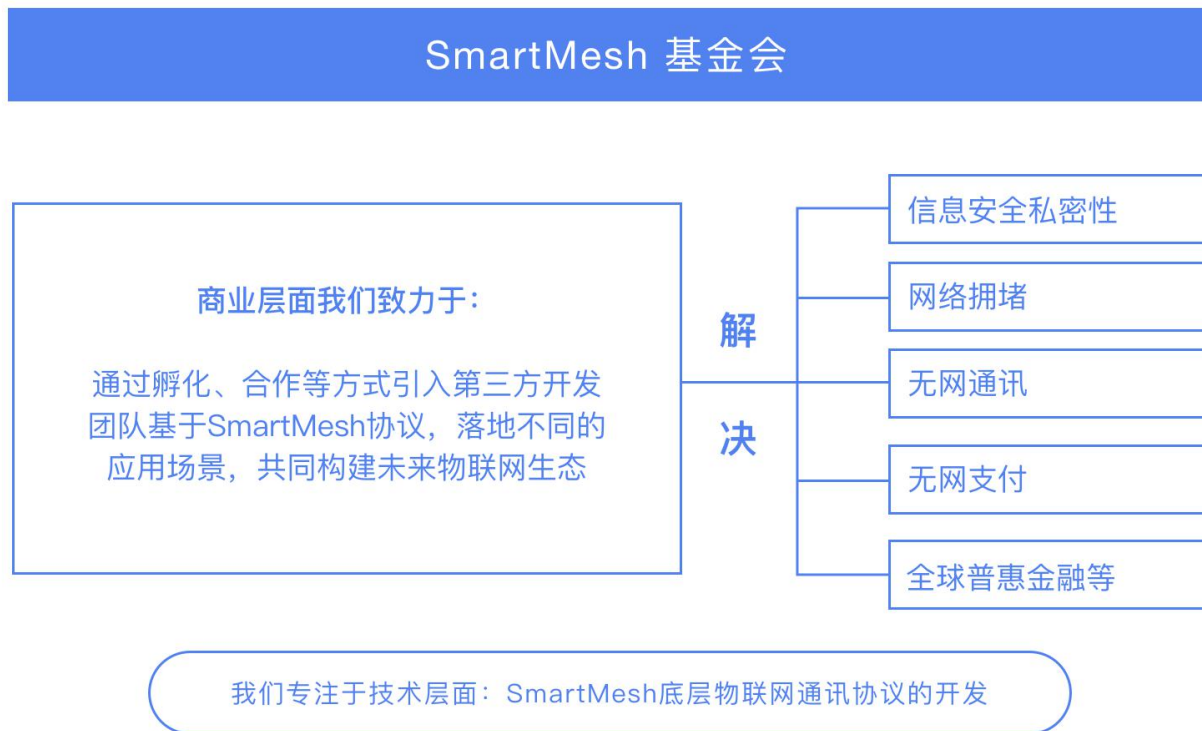 SmartMesh 基金会
商业层面我们致力于：
通过孵化、合作等方式引入第三方开发
团队基于SmartMesh协议，落地不同的
应用场景，共同构建未来物联网生态
解
决
信息安全私密性
网络拥堵
无网通讯
无网支付
全球普惠金融等
我们专注于技术层面：SmartMesh底层物联网通讯协议的开发